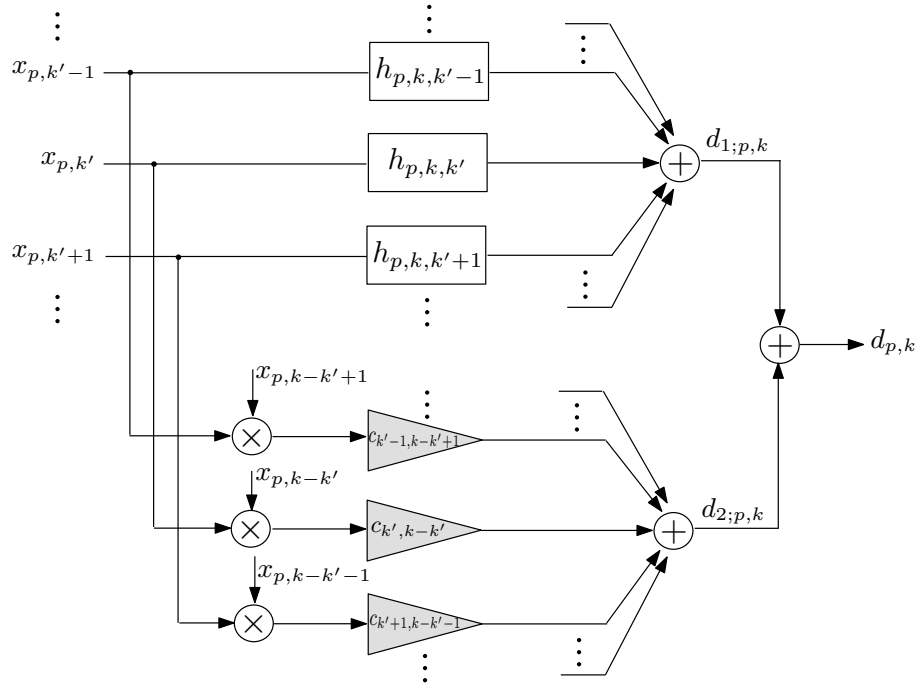 x_{p,k′−1}
h_{p,k,k′−1}
x_{p,k′}
h_{p,k,k′}
d_{1;p,k}
x_{p,k′+1}
h_{p,k,k′+1}
d_{p,k}
x_{p,k−k′+1}
c_{k′−1,k−k′+1}
x_{p,k−k′}
c_{k′,k−k′}
d_{2;p,k}
x_{p,k−k′−1}
c_{k′+1,k−k′−1}